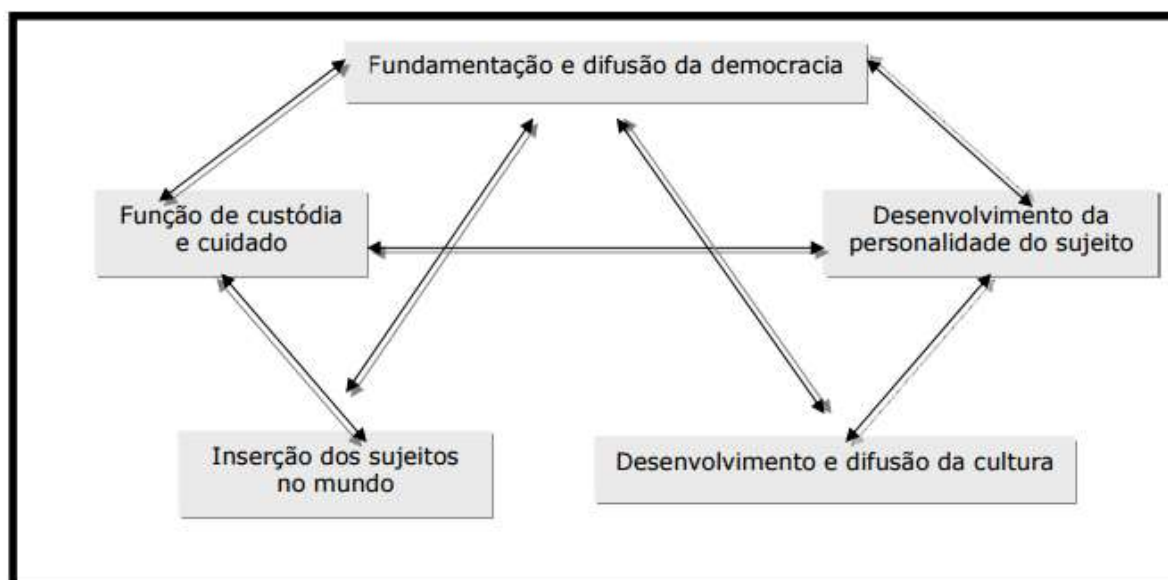 Fundamentação e difusão da democracia
Função de custódia
e cuidado
Desenvolvimento da
personalidade do sujeito
Inserção dos sujeitos
no mundo
Desenvolvimento e difusão da cultura